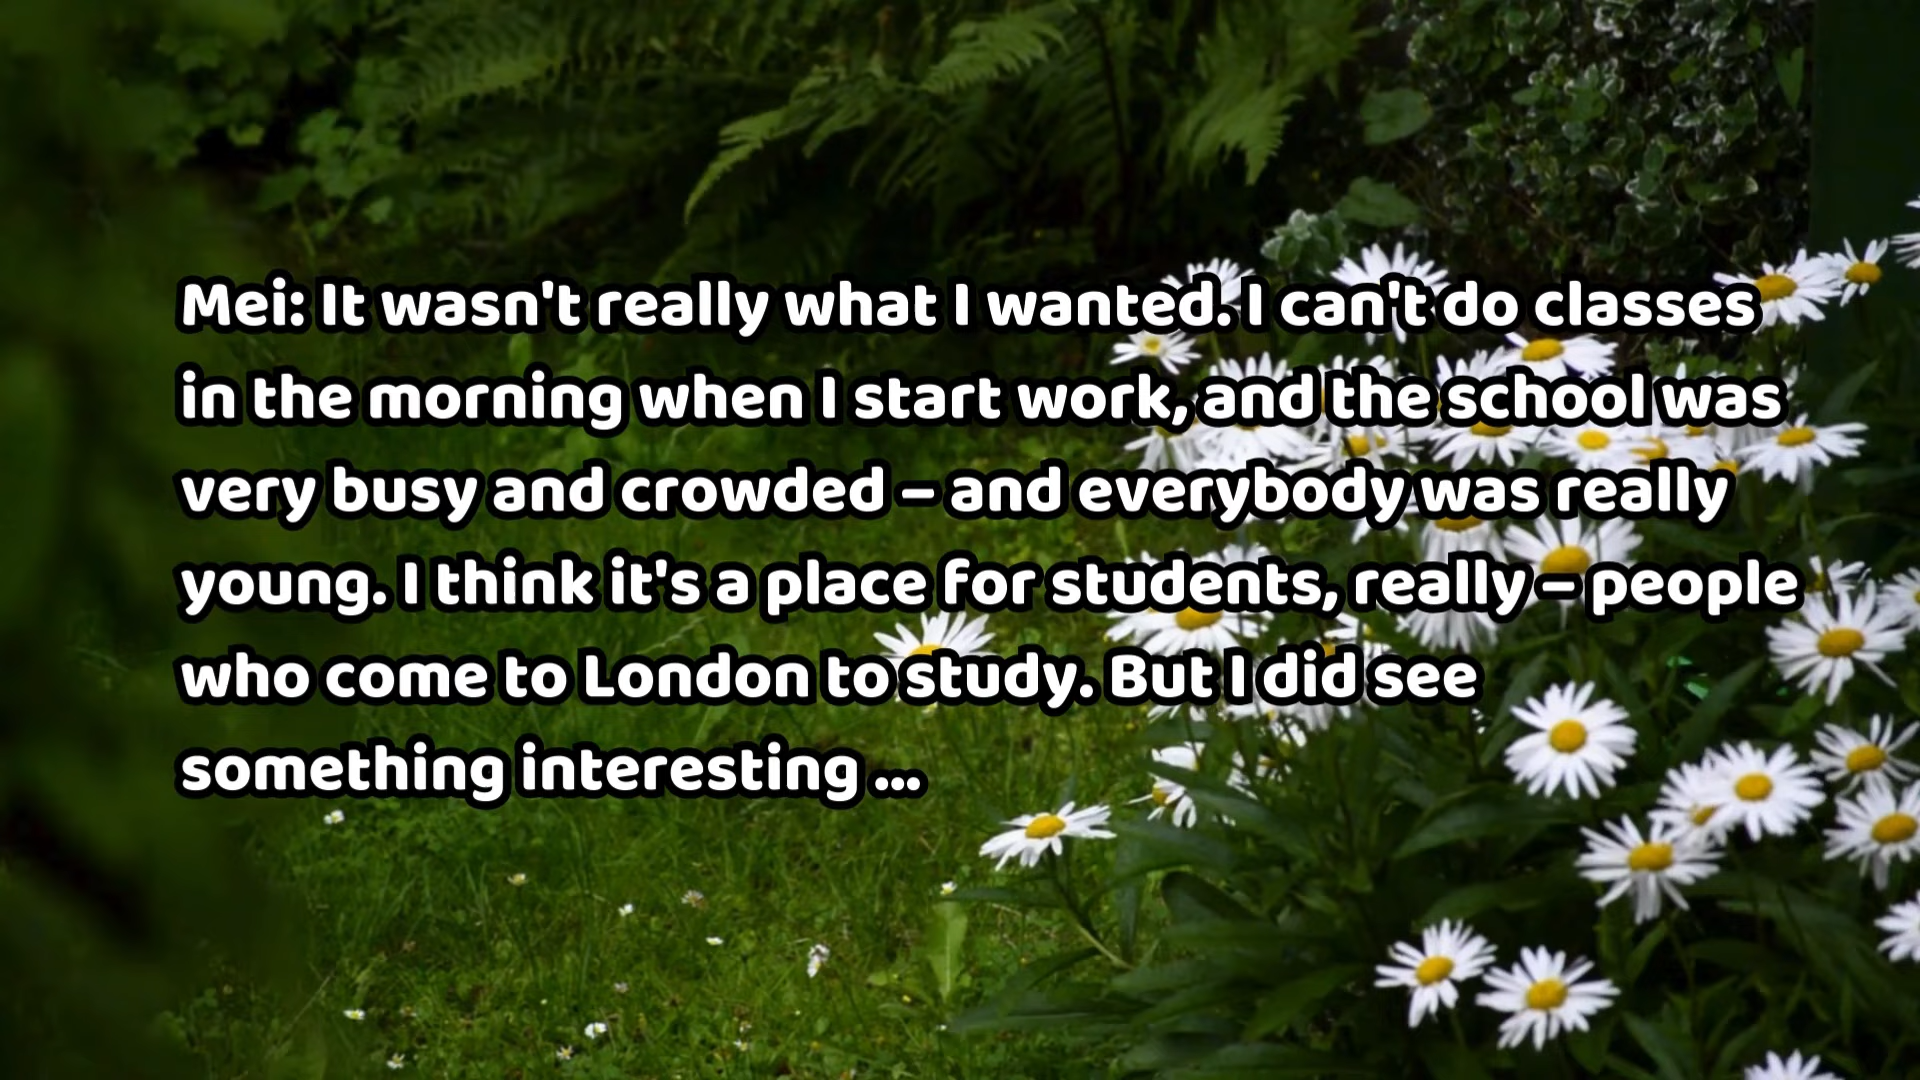 Mei: It wasn't really what I wanted. I can't do classes
in the morning when I start work, and the school was
very busy and crowded – and everybody was really
young. I think it's a place for students, really – people
who come to London to study. But I did see
something interesting ...